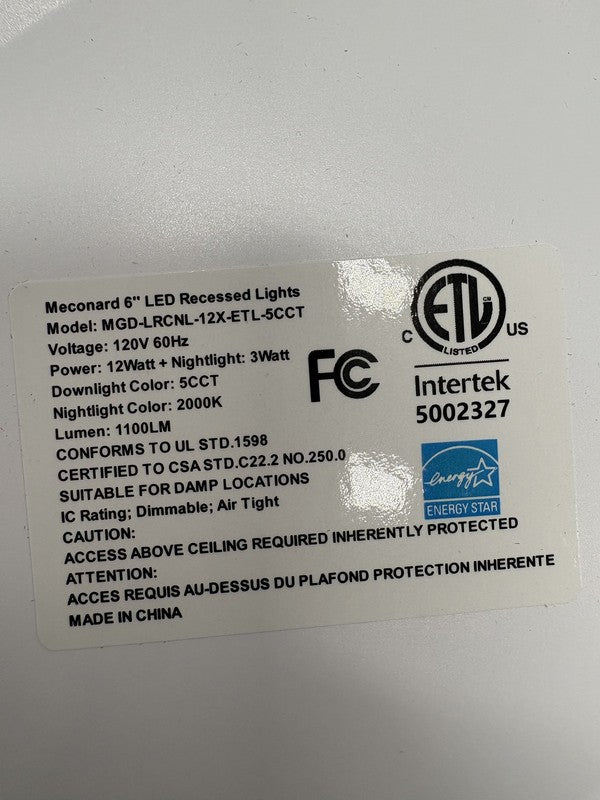 Meconard 6" LED Recessed Lights
Model: MGD-LRCNL-12X-ETL-5CCT
Voltage: 120V 60Hz
Power: 12Watt + Nightlight: 3Watt
Downlight Color: 5CCT
Nightlight Color: 2000K
Lumen: 1100LM
CONFORMS TO UL STD.1598
CERTIFIED TO CSA STD.C22.2 NO.250.0
SUITABLE FOR DAMP LOCATIONS
IC Rating; Dimmable; Air Tight
CAUTION:
ACCESS ABOVE CEILING REQUIRED INHERENTLY PROTECTED
ATTENTION:
ACCES REQUIS AU-DESSUS DU PLAFOND PROTECTION INHERENTE
MADE IN CHINA
FC
ETL CM
LISTED
C US
Intertek
5002327
energy
ENERGY STAR